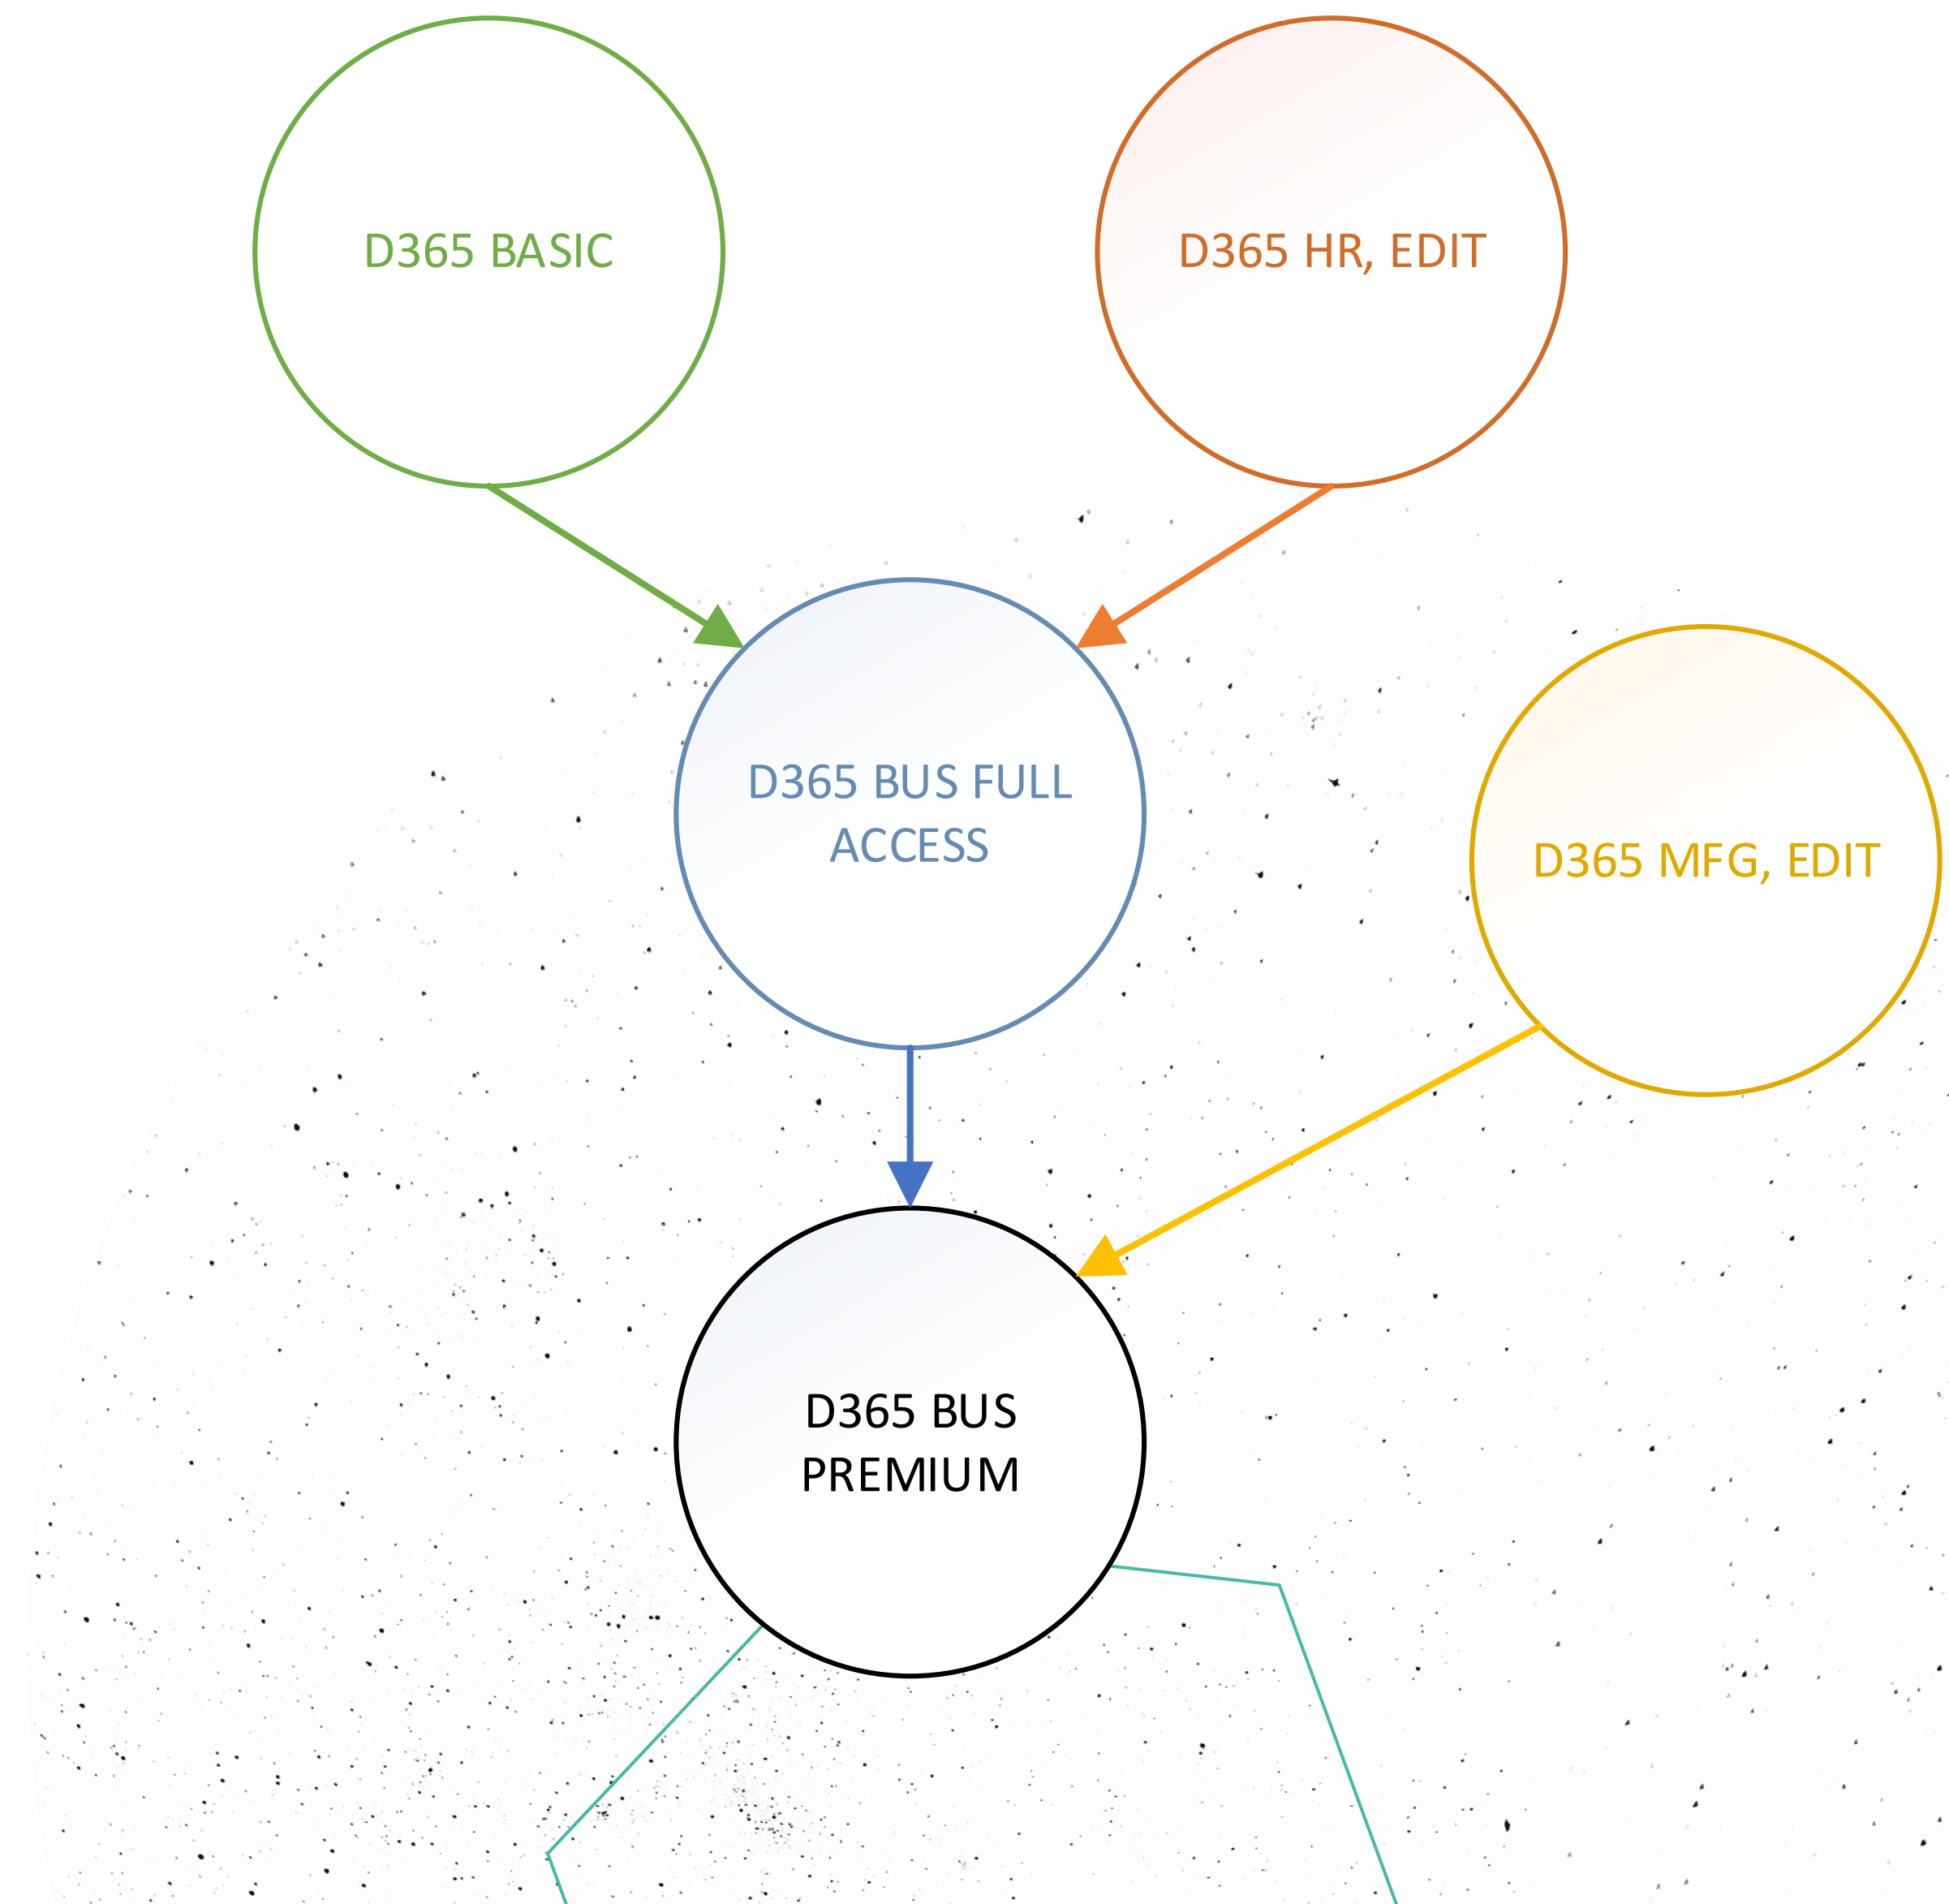 D365 BASIC
D365 HR, EDIT
D365 BUS FULL
ACCESS
D365 MFG, EDIT
D365 BUS
PREMIUM